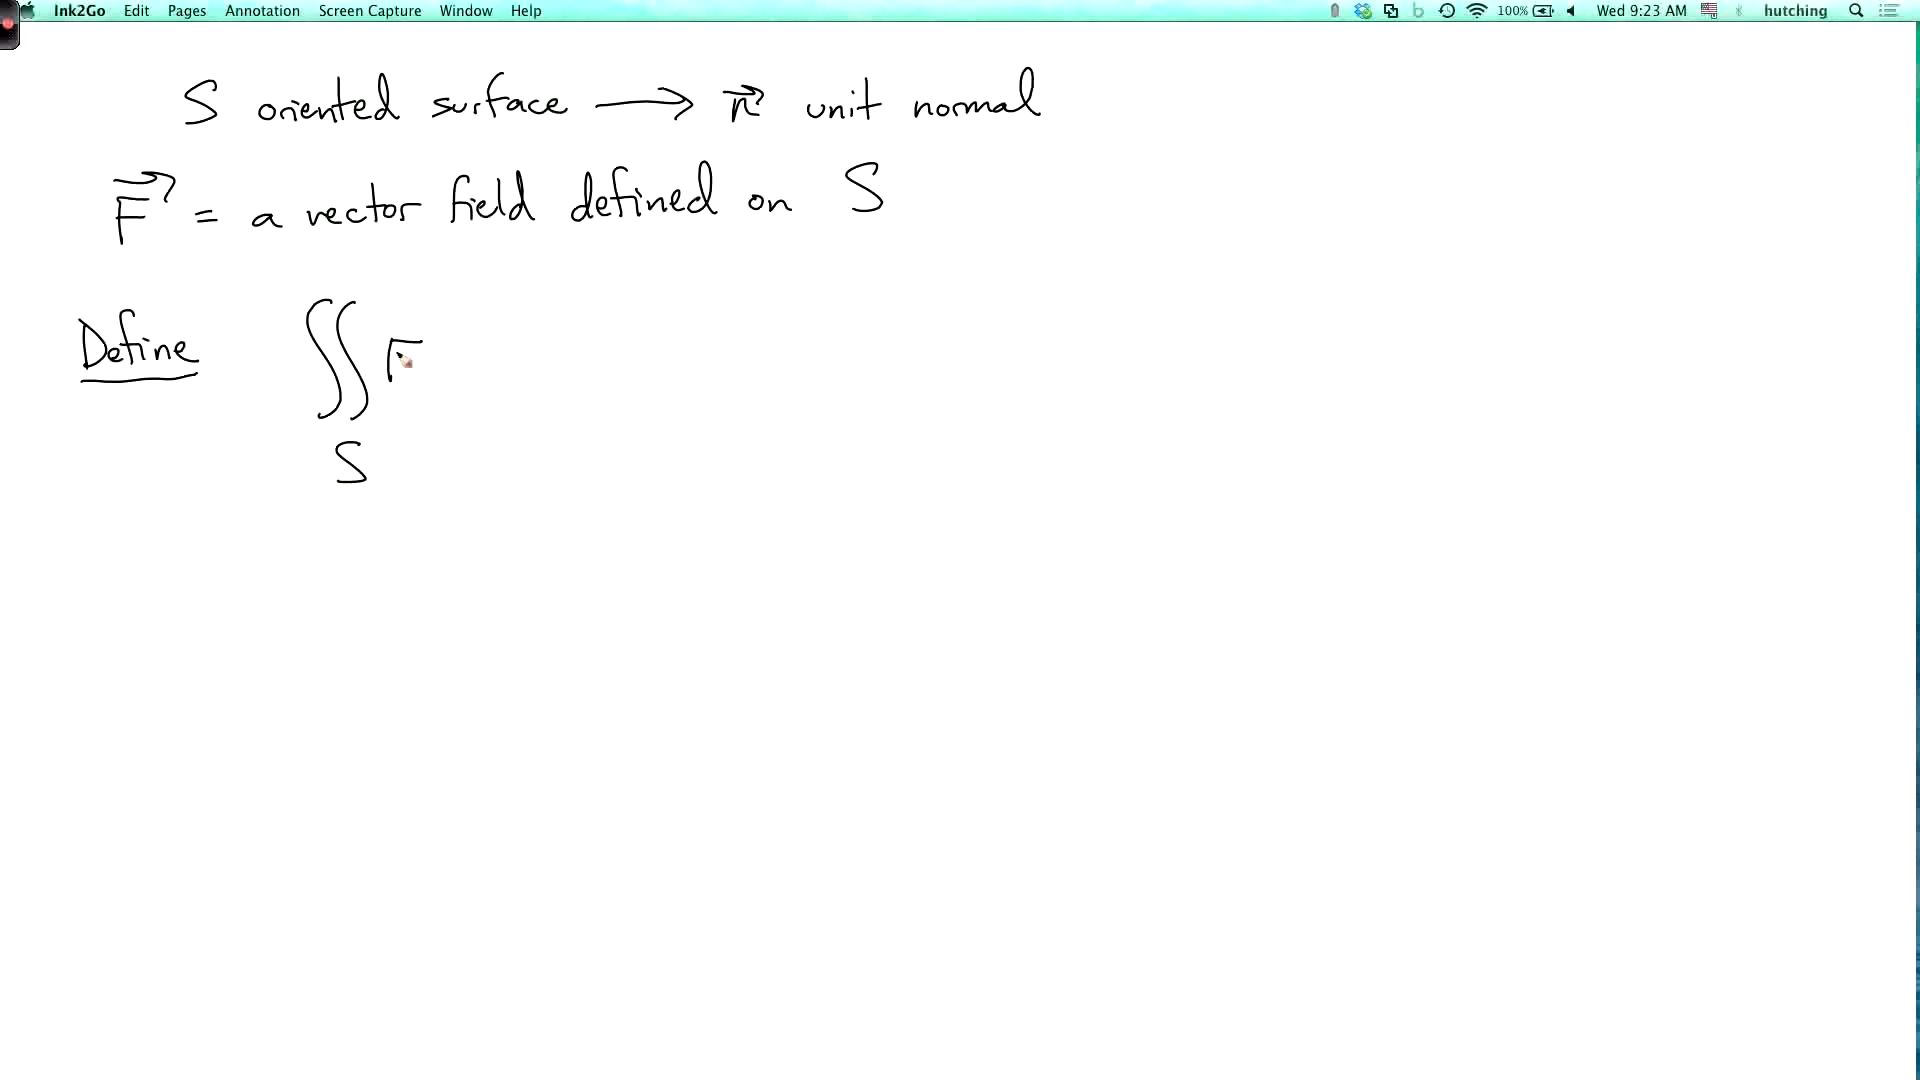 Ink2Go Edit Pages Annotation Screen Capture Window Help 100% Wed 9:23 AM hutching
S oriented surface ⟶ n⃗ unit normal
F⃗ = a vector field defined on S
Define ∬ F
S